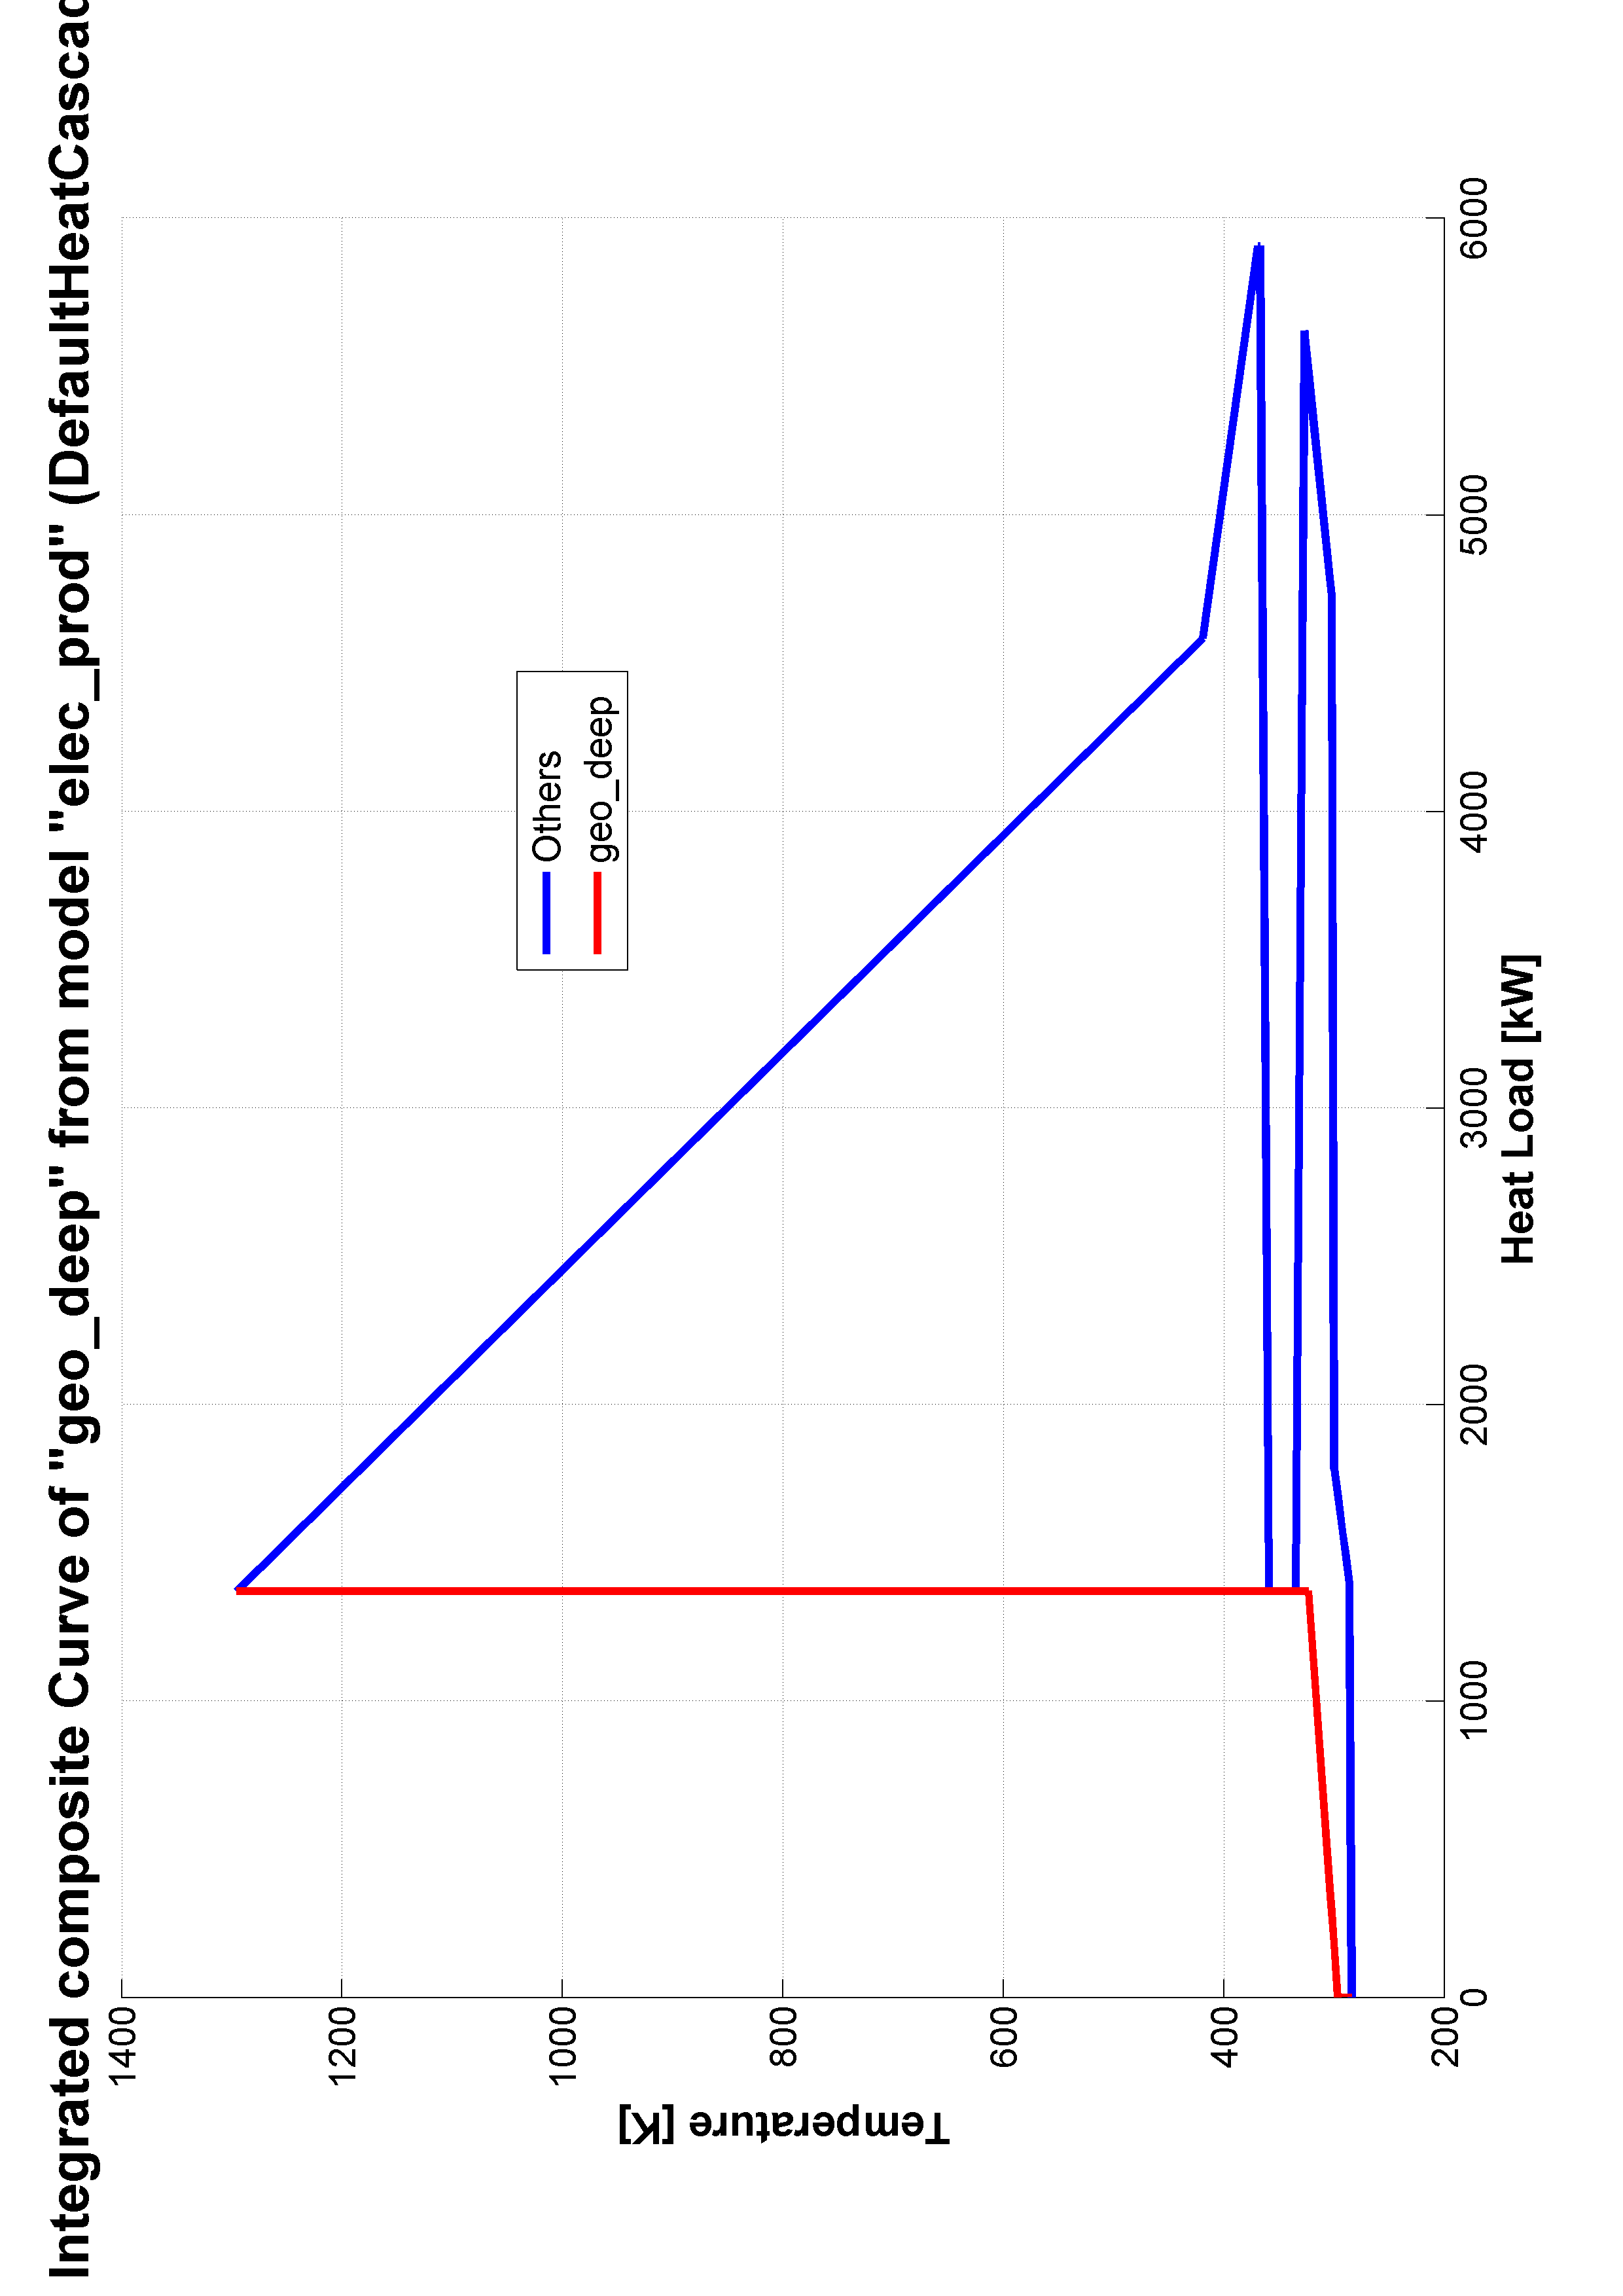 Integrated composite Curve of "geo_deep" from model "elec_prod" (DefaultHeatCascad
1400
1200
1000
800
600
400
200
Temperature [K]
Others
geo_deep
0
1000
2000
3000
4000
5000
6000
Heat Load [kW]